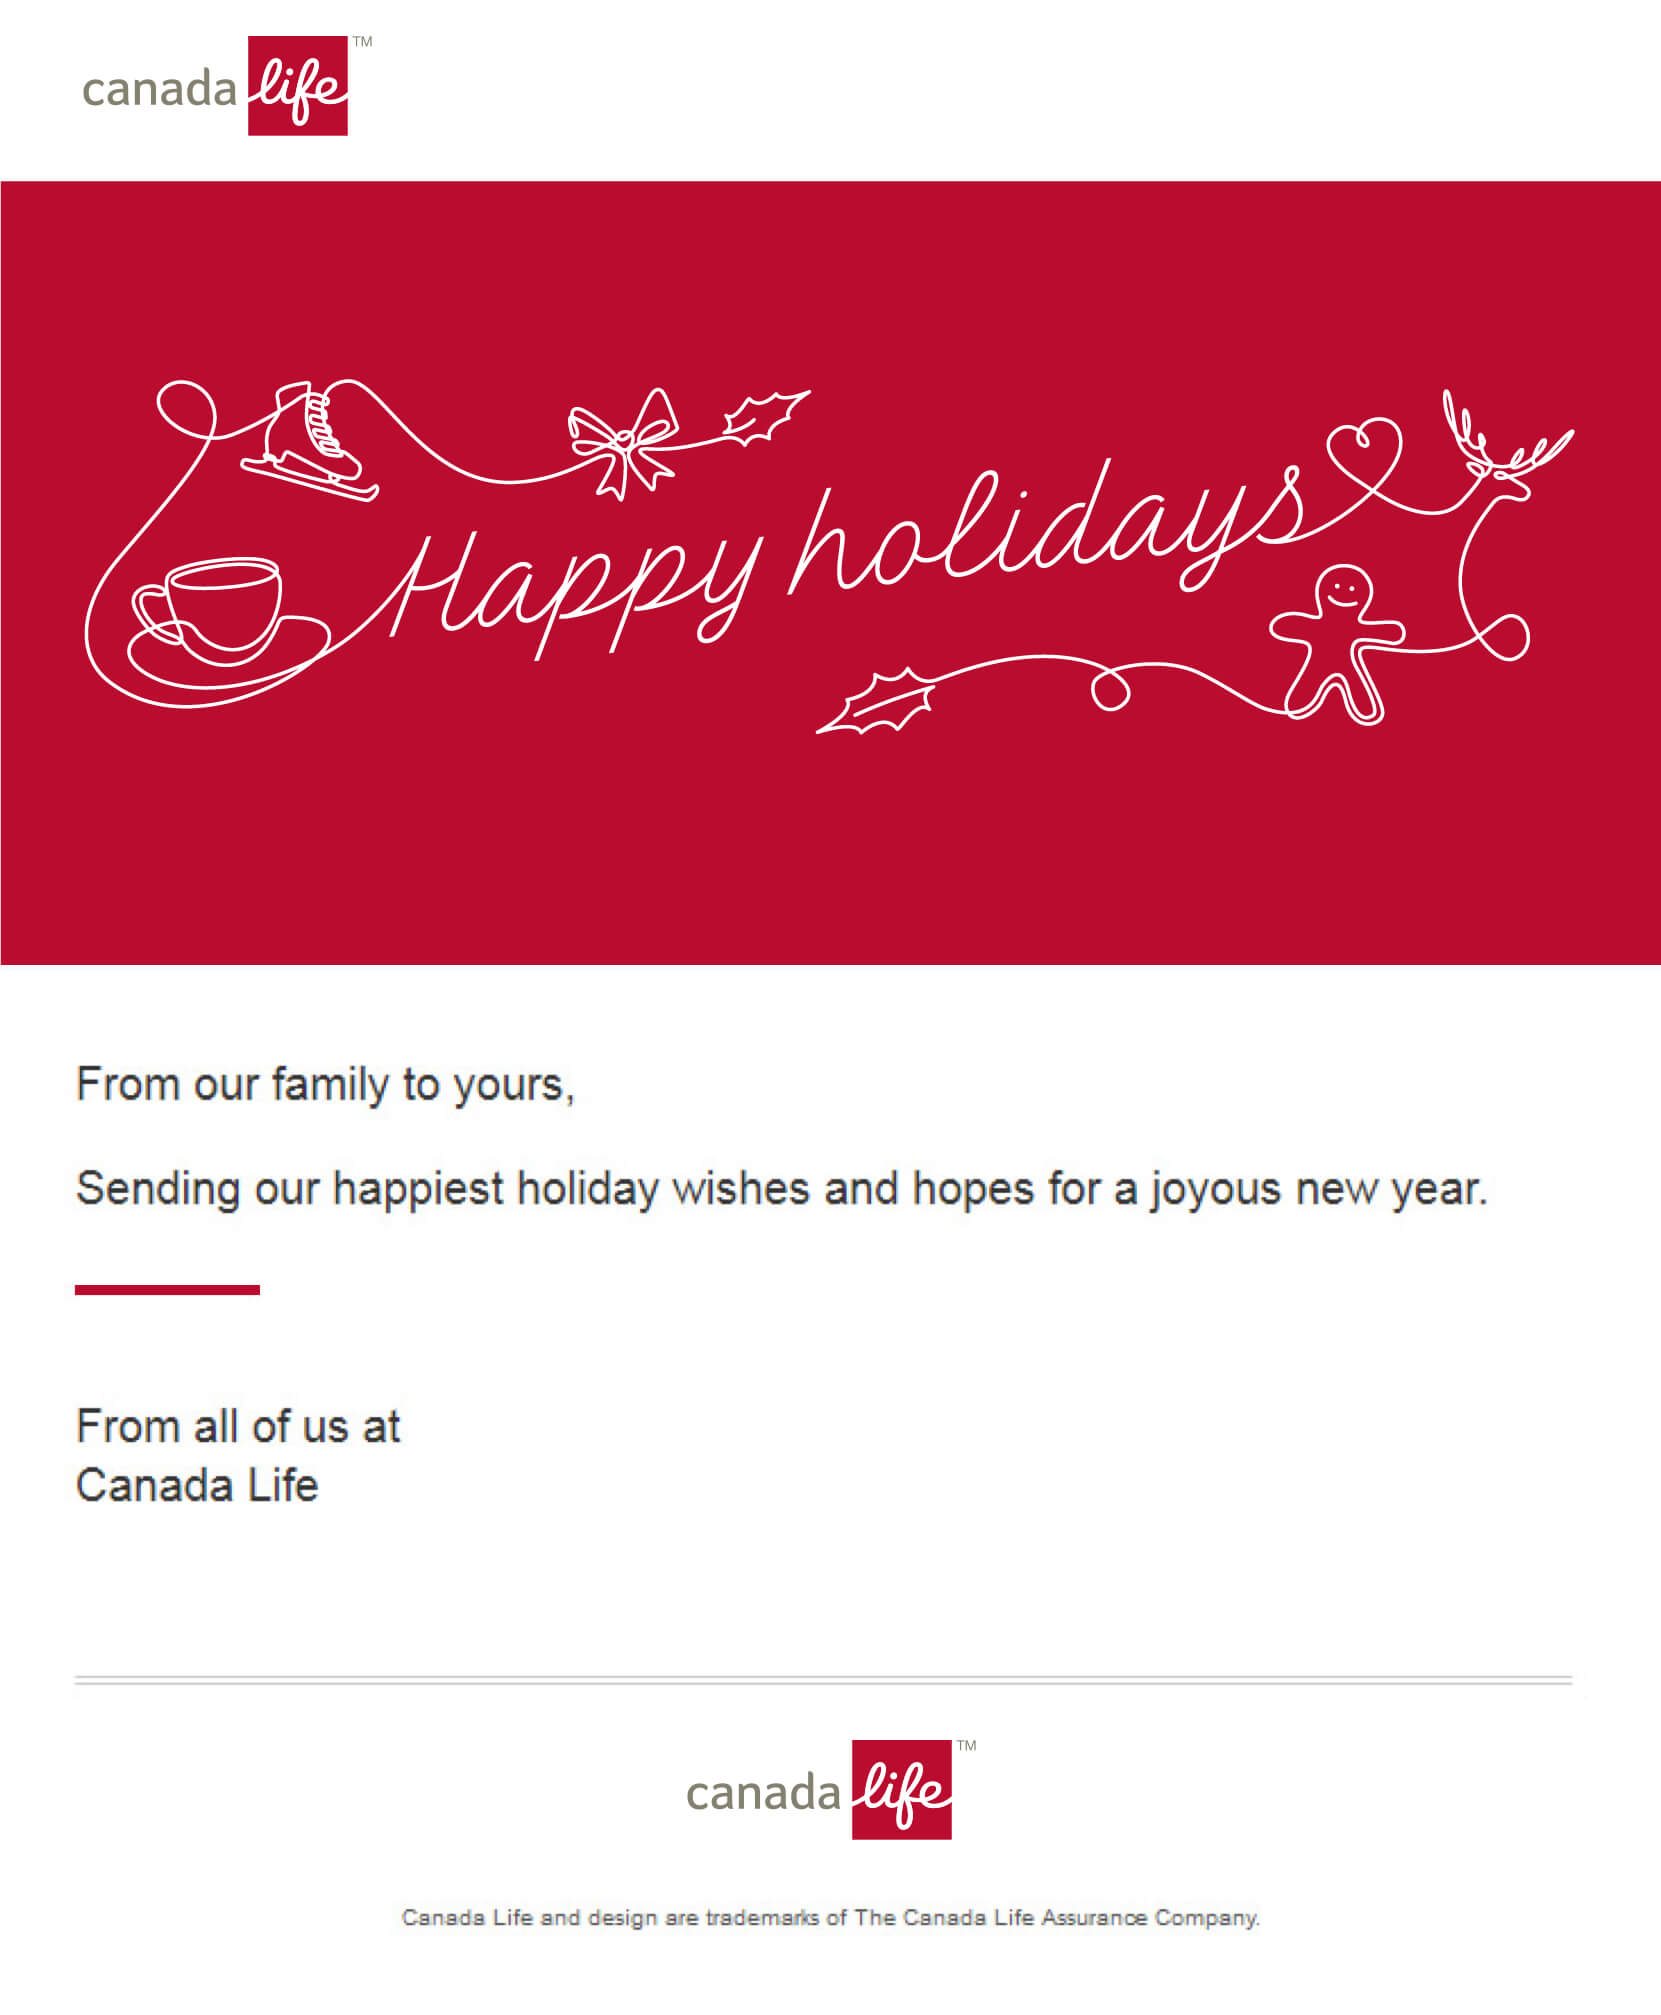 canada life™
Happy holidays
From our family to yours,
Sending our happiest holiday wishes and hopes for a joyous new year.
From all of us at
Canada Life
canada life™
Canada Life and design are trademarks of The Canada Life Assurance Company.